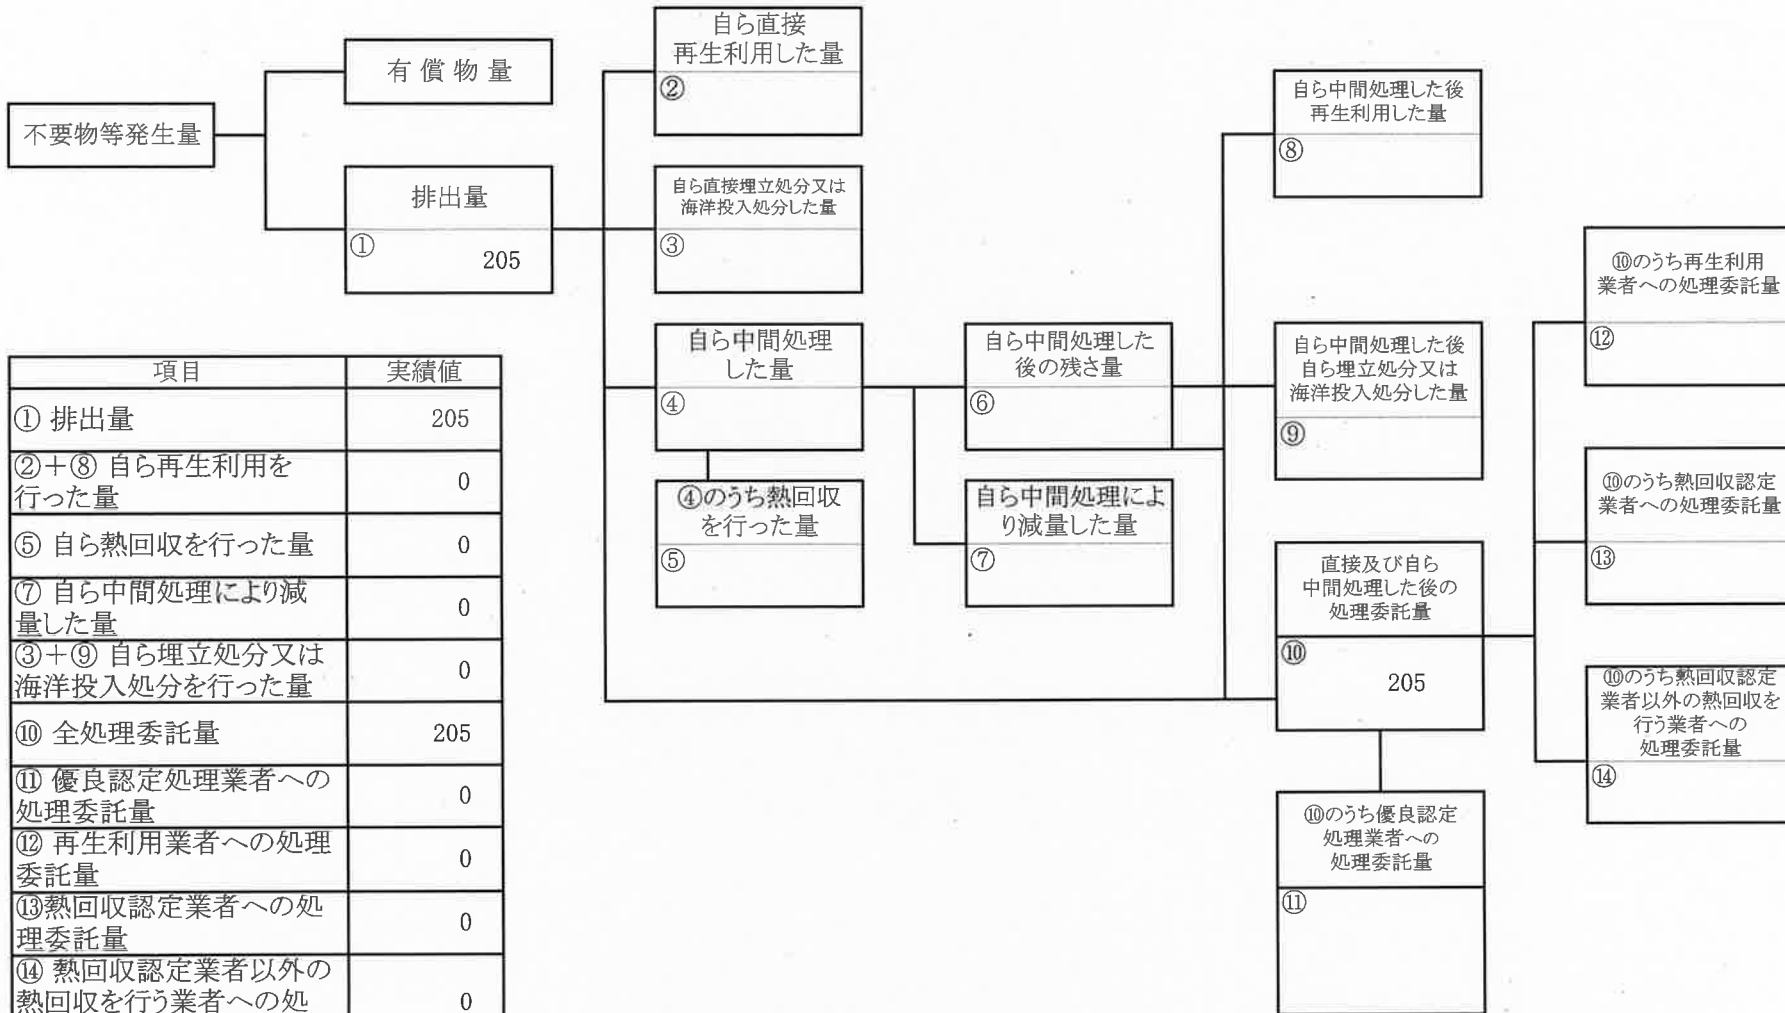 不要物等発生量
有償物量
排出量
①
205
自ら直接
再生利用した量
②
自ら直接埋立処分又は
海洋投入処分した量
③
自ら中間処理
した量
④
④のうち熱回収
を行った量
⑤
自ら中間処理した
後の残さ量
⑥
自ら中間処理によ
り減量した量
⑦
自ら中間処理した後
再生利用した量
⑧
自ら中間処理した後
自ら埋立処分又は
海洋投入処分した量
⑨
直接及び自ら
中間処理した後の
処理委託量
⑩
205
⑩のうち優良認定
処理業者への
処理委託量
⑪
⑩のうち再生利用
業者への処理委託量
⑫
⑩のうち熱回収認定
業者への処理委託量
⑬
⑩のうち熱回収認定
業者以外の熱回収を
行う業者への
処理委託量
⑭
項目 実績値
① 排出量 205
②+⑧ 自ら再生利用を
行った量 0
⑤ 自ら熱回収を行った量 0
⑦ 自ら中間処理により減
量した量 0
③+⑨ 自ら埋立処分又は
海洋投入処分を行った量 0
⑩ 全処理委託量 205
⑪ 優良認定処理業者への
処理委託量 0
⑫ 再生利用業者への処理
委託量 0
⑬熱回収認定業者への処
理委託量 0
⑭ 熱回収認定業者以外の
熱回収を行う業者への処 0